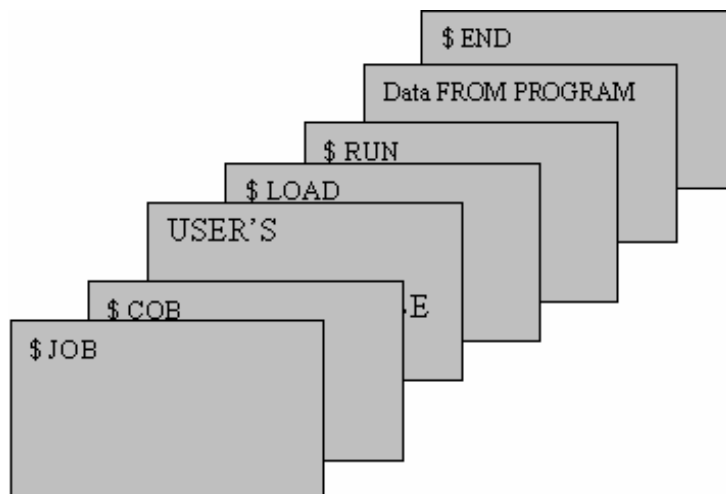 $ END
Data FROM PROGRAM
$ RUN
$ LOAD
USER'S
$ COB
$ JOB